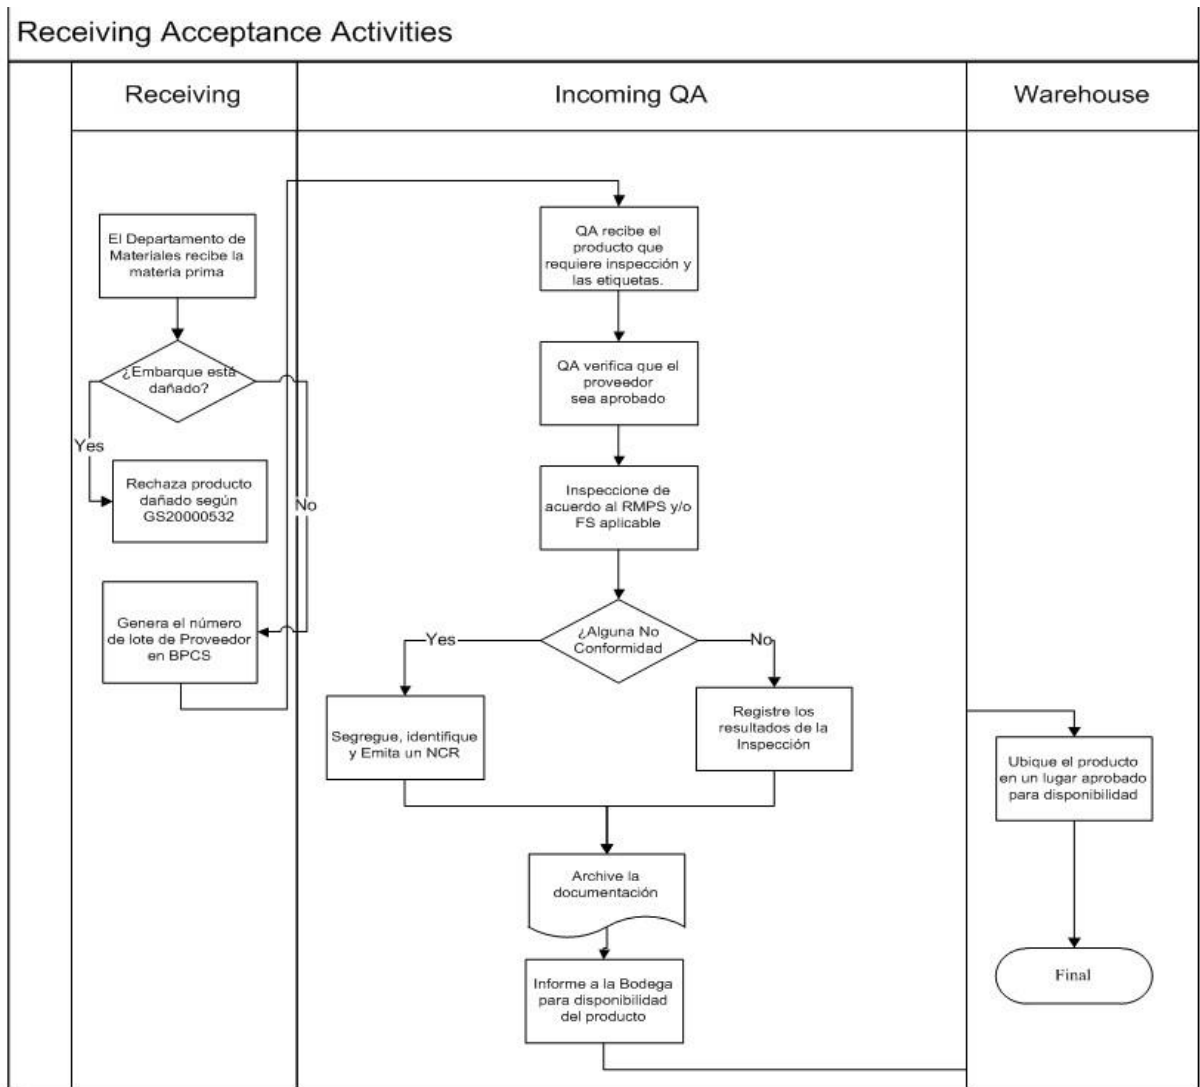 Receiving Acceptance Activities
Receiving
Incoming QA
Warehouse
El Departamento de
Materiales recibe la
materia prima
¿Embarque está
dañado?
Yes
No
Rechaza producto
dañado según
GS20000532
Genera el número
de lote de Proveedor
en BPCS
QA recibe el
producto que
requiere inspección y
las etiquetas.
QA verifica que el
proveedor
sea aprobado
Inspeccione de
acuerdo al RMPS y/o
FS aplicable
¿Alguna No
Conformidad
Yes
No
Segregue, identifique
y Emita un NCR
Registre los
resultados de la
Inspección
Archive la
documentación
Informe a la Bodega
para disponibilidad
del producto
Ubique el producto
en un lugar aprobado
para disponibilidad
Final